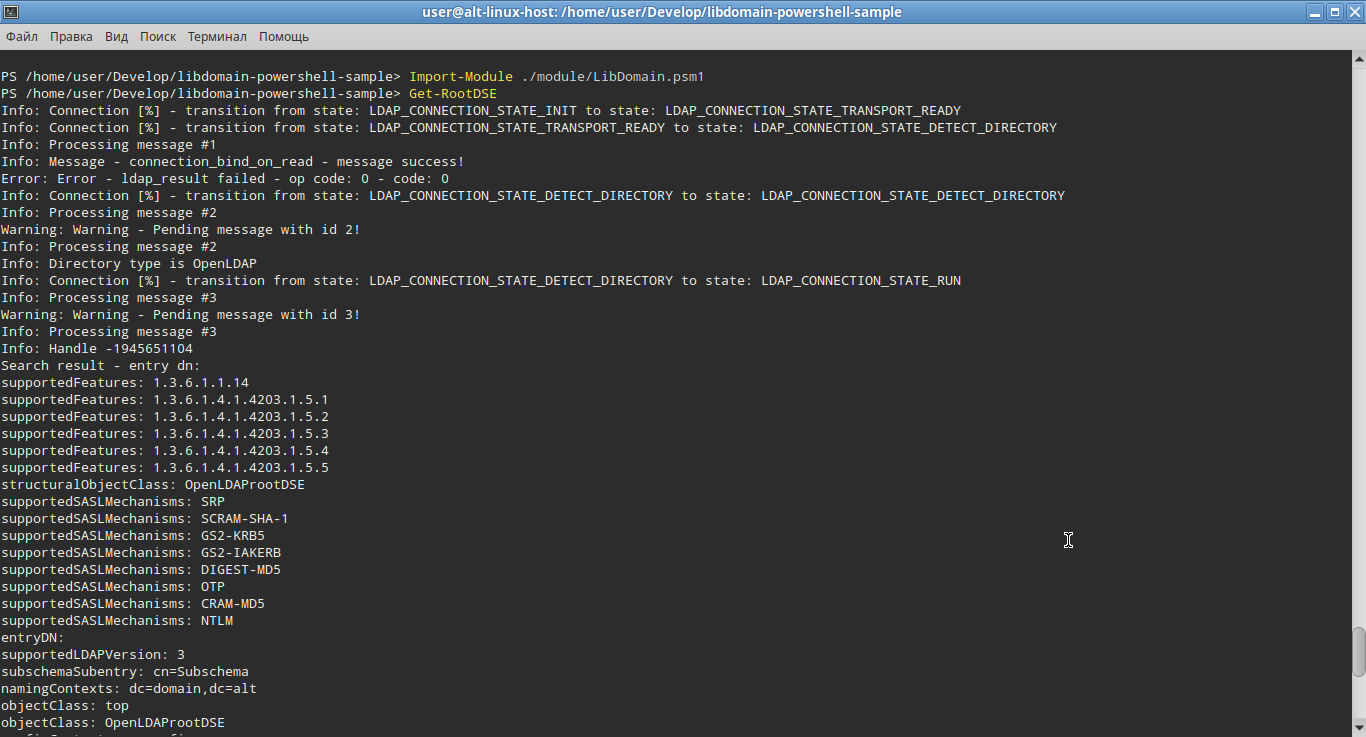 user@alt-linux-host: /home/user/Develop/libdomain-powershell-sample
Файл Правка Вид Поиск Терминал Помощь
PS /home/user/Develop/libdomain-powershell-sample> Import-Module ./module/LibDomain.psm1
PS /home/user/Develop/libdomain-powershell-sample> Get-RootDSE
Info: Connection [%] - transition from state: LDAP_CONNECTION_STATE_INIT to state: LDAP_CONNECTION_STATE_TRANSPORT_READY
Info: Connection [%] - transition from state: LDAP_CONNECTION_STATE_TRANSPORT_READY to state: LDAP_CONNECTION_STATE_DETECT_DIRECTORY
Info: Processing message #1
Info: Message - connection_bind_on_read - message success!
Error: Error - ldap_result failed - op code: 0 - code: 0
Info: Connection [%] - transition from state: LDAP_CONNECTION_STATE_DETECT_DIRECTORY to state: LDAP_CONNECTION_STATE_DETECT_DIRECTORY
Info: Processing message #2
Warning: Warning - Pending message with id 2!
Info: Processing message #2
Info: Directory type is OpenLDAP
Info: Connection [%] - transition from state: LDAP_CONNECTION_STATE_DETECT_DIRECTORY to state: LDAP_CONNECTION_STATE_RUN
Info: Processing message #3
Warning: Warning - Pending message with id 3!
Info: Processing message #3
Info: Handle -1945651104
Search result - entry dn:
supportedFeatures: 1.3.6.1.1.14
supportedFeatures: 1.3.6.1.4.1.4203.1.5.1
supportedFeatures: 1.3.6.1.4.1.4203.1.5.2
supportedFeatures: 1.3.6.1.4.1.4203.1.5.3
supportedFeatures: 1.3.6.1.4.1.4203.1.5.4
supportedFeatures: 1.3.6.1.4.1.4203.1.5.5
structuralObjectClass: OpenLDAProotDSE
supportedSASLMechanisms: SRP
supportedSASLMechanisms: SCRAM-SHA-1
supportedSASLMechanisms: GS2-KRB5
supportedSASLMechanisms: GS2-IAKERB
supportedSASLMechanisms: DIGEST-MD5
supportedSASLMechanisms: OTP
supportedSASLMechanisms: CRAM-MD5
supportedSASLMechanisms: NTLM
entryDN:
supportedLDAPVersion: 3
subschemaSubentry: cn=Subschema
namingContexts: dc=domain,dc=alt
objectClass: top
objectClass: OpenLDAProotDSE